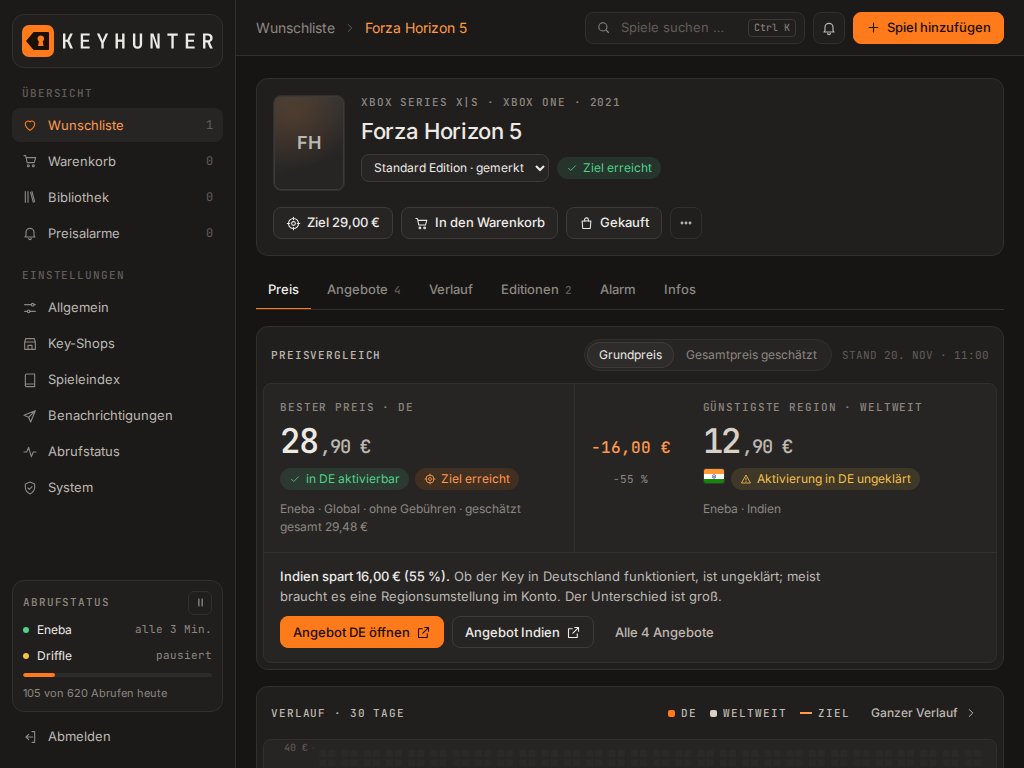 KEYHUNTER
ÜBERSICHT
Wunschliste 1
Warenkorb 0
Bibliothek 0
Preisalarme 0
EINSTELLUNGEN
Allgemein
Key-Shops
Spieleindex
Benachrichtigungen
Abrufstatus
System
ABRUFSTATUS
Eneba alle 3 Min.
Driffle pausiert
105 von 620 Abrufen heute
Abmelden
Wunschliste Forza Horizon 5
Spiele suchen ... Ctrl K
Spiel hinzufügen
FH
XBOX SERIES X|S · XBOX ONE · 2021
Forza Horizon 5
Standard Edition · gemerkt Ziel erreicht
Ziel 29,00 € In den Warenkorb Gekauft
Preis Angebote 4 Verlauf Editionen 2 Alarm Infos
PREISVERGLEICH Grundpreis Gesamtpreis geschätzt STAND 20. NOV · 11:00
BESTER PREIS · DE
28,90 €
in DE aktivierbar Ziel erreicht
Eneba · Global · ohne Gebühren · geschätzt
gesamt 29,48 €
-16,00 €
-55 %
GÜNSTIGSTE REGION · WELTWEIT
12,90 €
Aktivierung in DE ungeklärt
Eneba · Indien
Indien spart 16,00 € (55 %). Ob der Key in Deutschland funktioniert, ist ungeklärt; meist
braucht es eine Regionsumstellung im Konto. Der Unterschied ist groß.
Angebot DE öffnen Angebot Indien Alle 4 Angebote
VERLAUF · 30 TAGE DE WELTWEIT ZIEL Ganzer Verlauf
40 €